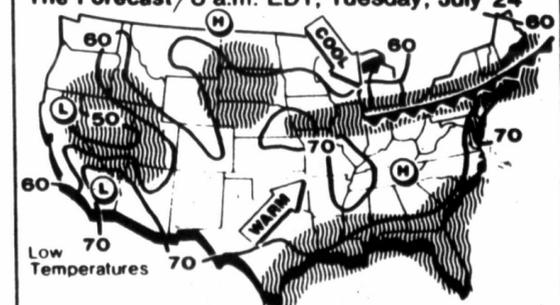 The Forecast/8 a.m. EDT, Tuesday, July 24
H
60
COOL
60
60
L
50
70
70
H
60
L
WARM
70
70
Low
Temperatures